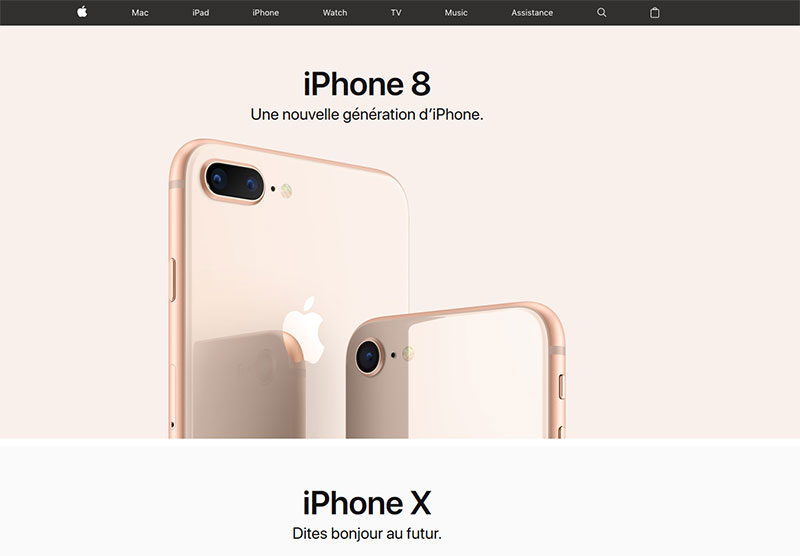 Mac iPad iPhone Watch TV Music Assistance
iPhone 8
Une nouvelle génération d’iPhone.
iPhone X
Dites bonjour au futur.